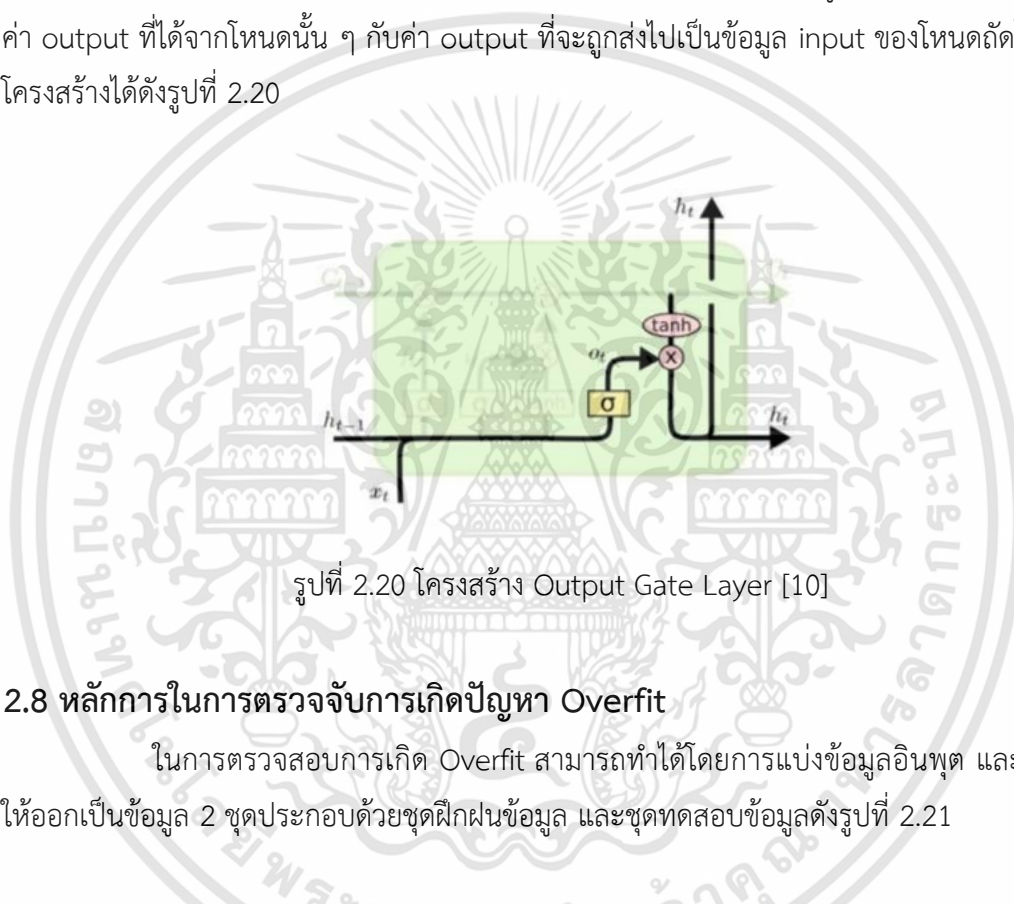 ค่า output ที่ได้จากโหนดนั้น ๆ กับค่า output ที่จะถูกส่งไปเป็นข้อมูล input ของโหนดถัด
โครงสร้างได้ดังรูปที่ 2.20
h_t
tanh
o_t
x
σ
h_{t-1}
h_t
x_t
รูปที่ 2.20 โครงสร้าง Output Gate Layer [10]
2.8 หลักการในการตรวจจับการเกิดปัญหา Overfit
ในการตรวจสอบการเกิด Overfit สามารถทำได้โดยการแบ่งข้อมูลอินพุต และ
ให้ออกเป็นข้อมูล 2 ชุดประกอบด้วยชุดฝึกฝนข้อมูล และชุดทดสอบข้อมูลดังรูปที่ 2.21